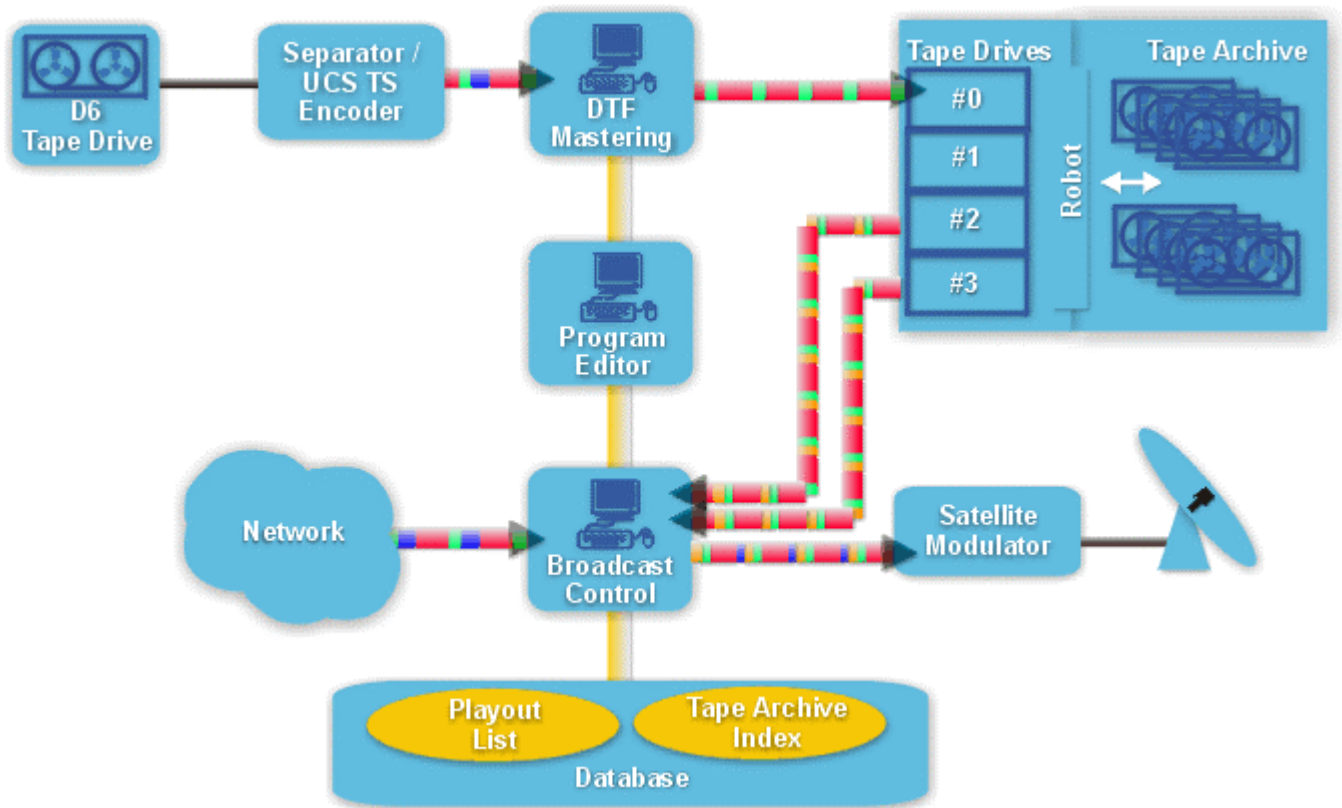 D6
Tape Drive
Separator /
UCS TS
Encoder
DTF
Mastering
Tape Drives
#0
#1
#2
#3
Robot
Tape Archive
Program
Editor
Network
Broadcast
Control
Satellite
Modulator
Playout
List
Tape Archive
Index
Database